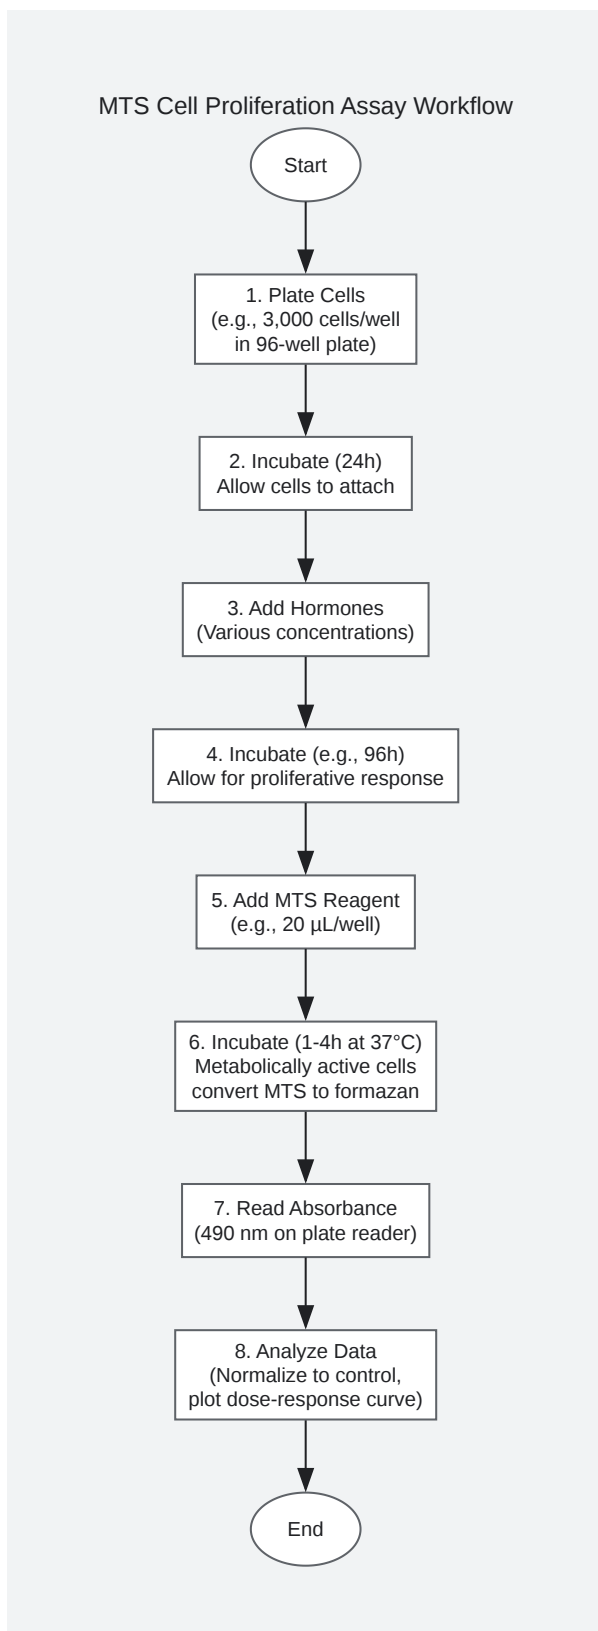 MTS Cell Proliferation Assay Workflow
Start
1. Plate Cells
(e.g., 3,000 cells/well
in 96-well plate)
2. Incubate (24h)
Allow cells to attach
3. Add Hormones
(Various concentrations)
4. Incubate (e.g., 96h)
Allow for proliferative response
5. Add MTS Reagent
(e.g., 20 µL/well)
6. Incubate (1-4h at 37°C)
Metabolically active cells
convert MTS to formazan
7. Read Absorbance
(490 nm on plate reader)
8. Analyze Data
(Normalize to control,
plot dose-response curve)
End